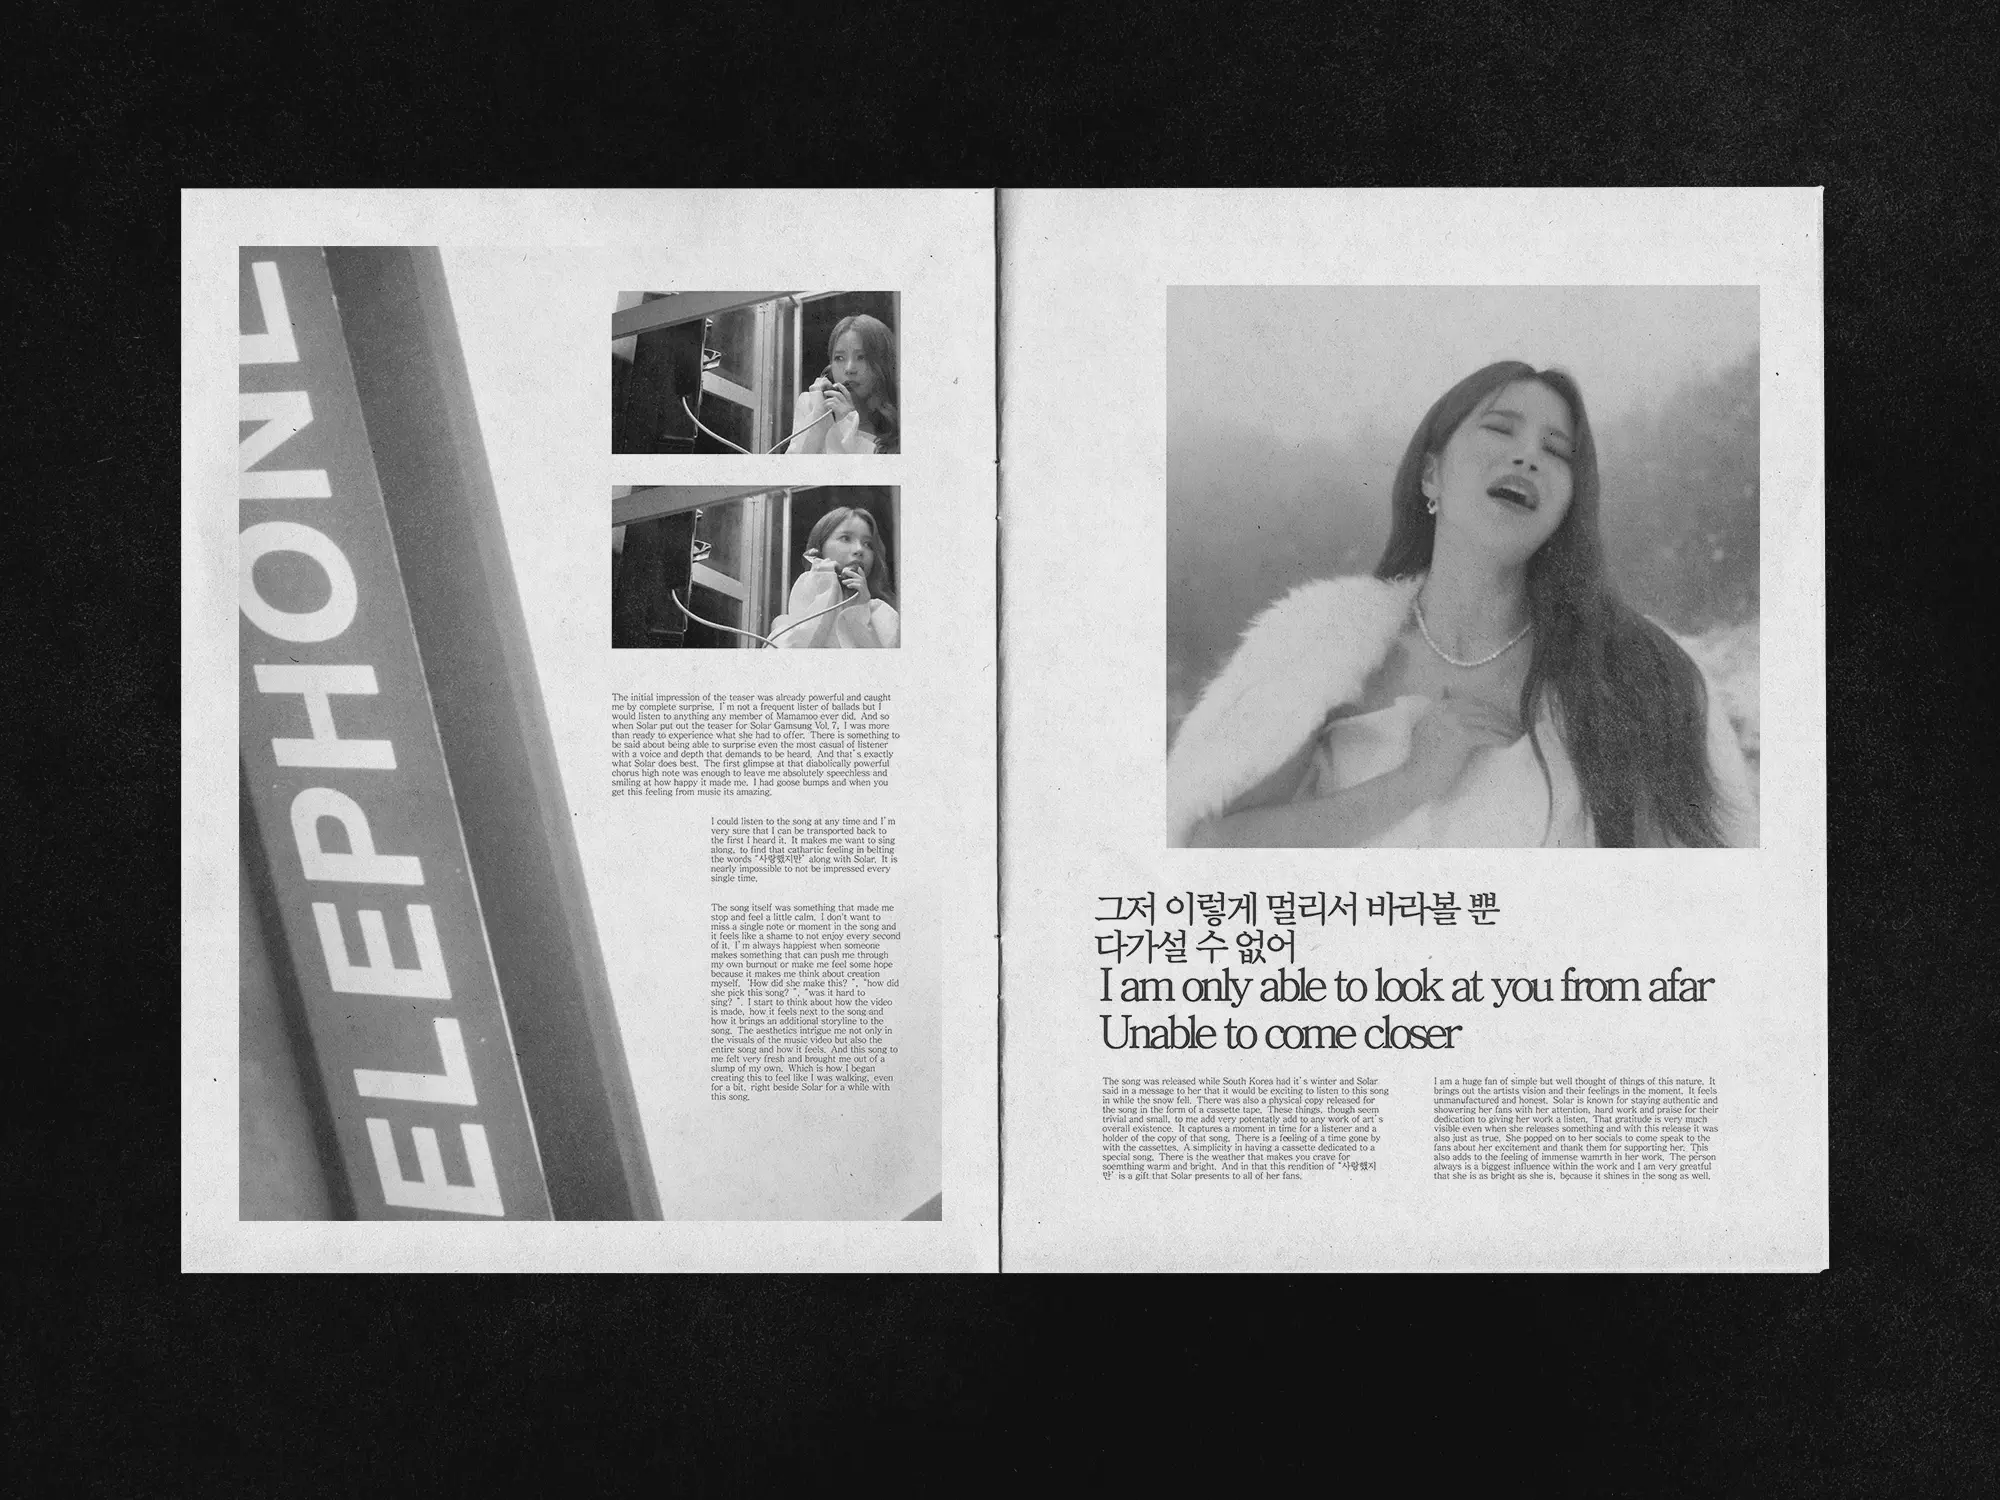 ELEPHONE
The initial impression of the teaser was already powerful and caught
me by complete surprise. I'm not a frequent lister of ballads but I
would listen to anything any member of Mamamoo ever did. And so
when Solar put out the teaser for Solar Gamsung Vol. 7, I was more
than ready to experience what she had to offer. There is something to
be said about being able to surprise even the most casual of listener
with a voice and depth that demands to be heard. And that's exactly
what Solar does best. The first glimpse at that diabolically powerful
chorus high note was enough to leave me absolutely speechless and
smiling at how happy it made me. I had goose bumps and when you
get this feeling from music its amazing.
I could listen to the song at any time and I'm
very sure that I can be transported back to
the first I heard it. It makes me want to sing
along, to find that cathartic feeling in belting
the words "사랑했지만" along with Solar. It is
nearly impossible to not be impressed every
single time.
The song itself was something that made me
stop and feel a little calm. I don't want to
miss a single note or moment in the song and
it feels like a shame to not enjoy every second
of it. I'm always happiest when someone
makes something that can push me through
my own burnout or make me feel some hope
because it makes me think about creation
myself. "How did she make this? ", "how did
she pick this song? ", "was it hard to
sing? ". I start to think about how the video
is made, how it feels next to the song and
how it brings an additional storyline to the
song. The aesthetics intrigue me not only in
the visuals of the music video but also the
entire song and how it feels. And this song to
me felt very fresh and brought me out of a
slump of my own. Which is how I began
creating this to feel like I was walking, even
for a bit, right beside Solar for a while with
this song.
그저 이렇게 멀리서 바라볼 뿐
다가설 수 없어
I am only able to look at you from afar
Unable to come closer
The song was released while South Korea had it's winter and Solar
said in a message to her that it would be exciting to listen to this song
in while the snow fell. There was also a physical copy released for
the song in the form of a cassette tape. These things, though seem
trivial and small, to me add very potentatly add to any work of art's
overall existence. It captures a moment in time for a listener and a
holder of the copy of that song. There is a feeling of a time gone by
with the cassettes. A simplicity in having a cassette dedicated to a
special song. There is the weather that makes you crave for
soemthing warm and bright. And in that this rendition of "사랑했지
만" is a gift that Solar presents to all of her fans.
I am a huge fan of simple but well thought of things of this nature. It
brings out the artists vision and their feelings in the moment. It feels
unmanufactured and honest. Solar is known for staying authentic and
showering her fans with her attention, hard work and praise for their
dedication to giving her work a listen. That gratitude is very much
visible even when she releases something and with this release it was
also just as true. She popped on to her socials to come speak to the
fans about her excitement and thank them for supporting her. This
also adds to the feeling of immense wamrth in her work. The person
always is a biggest influence within the work and I am very greatful
that she is as bright as she is, because it shines in the song as well.